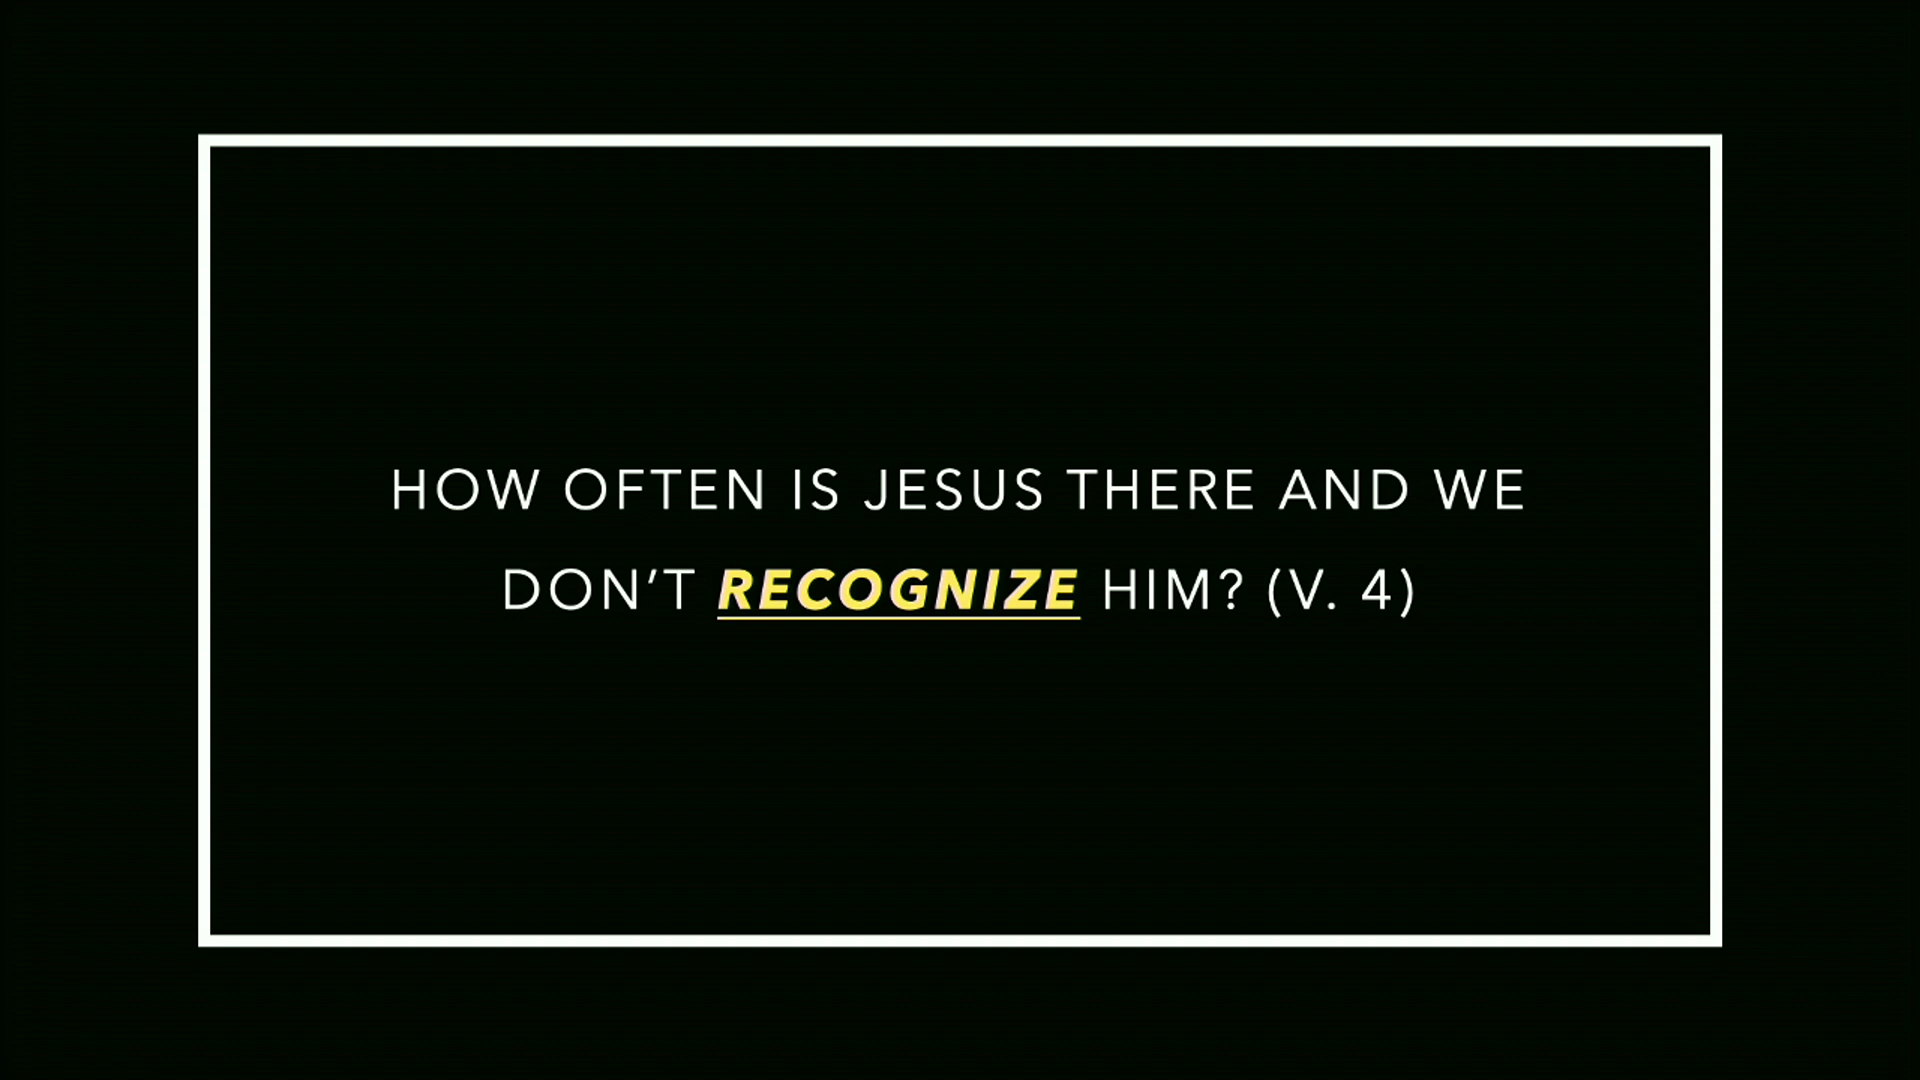 HOW OFTEN IS JESUS THERE AND WE
DON’T RECOGNIZE HIM? (V. 4)